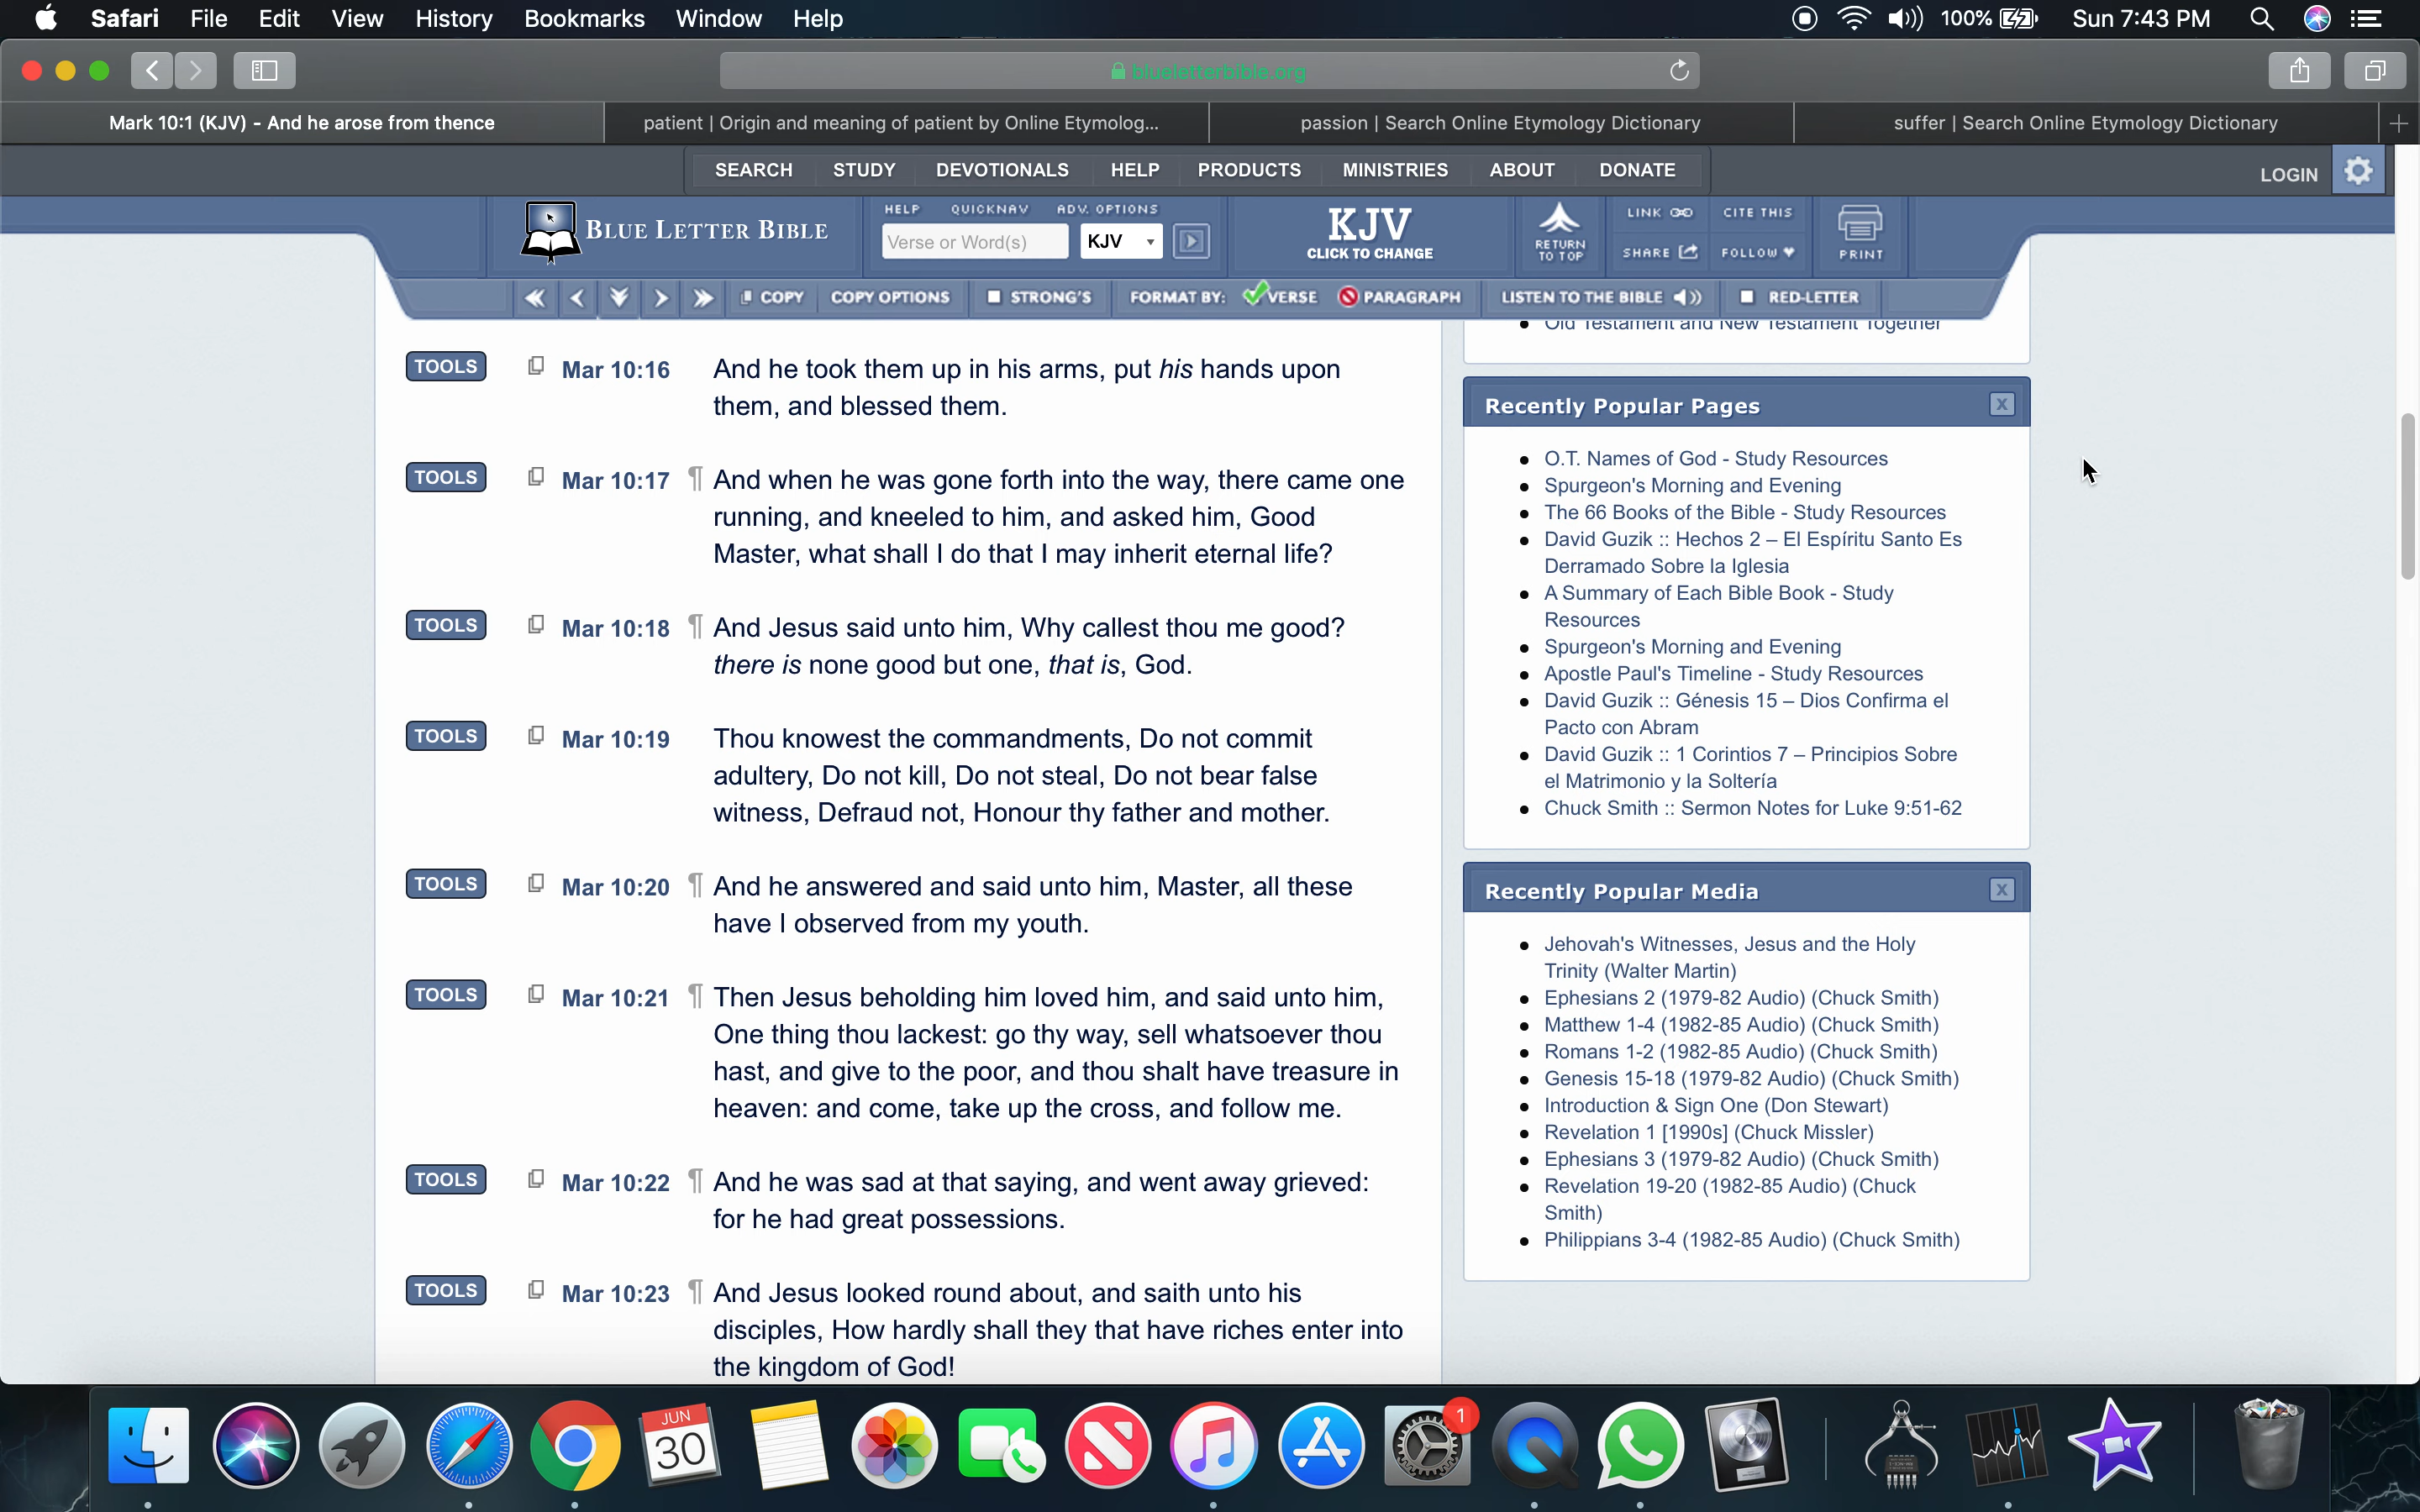 Safari File Edit View History Bookmarks Window Help 100% Sun 7:43 PM
blueletterbible.org
Mark 10:1 (KJV) - And he arose from thence
patient | Origin and meaning of patient by Online Etymolog...
passion | Search Online Etymology Dictionary
suffer | Search Online Etymology Dictionary
SEARCH STUDY DEVOTIONALS HELP PRODUCTS MINISTRIES ABOUT DONATE
LOGIN
BLUE LETTER BIBLE
HELP QUICKNAV ADV. OPTIONS
Verse or Word(s) KJV
KJV
CLICK TO CHANGE
RETURN
TO TOP
LINK CITE THIS
SHARE FOLLOW
PRINT
COPY COPY OPTIONS STRONG'S FORMAT BY: VERSE PARAGRAPH LISTEN TO THE BIBLE RED-LETTER
TOOLS Mar 10:16 And he took them up in his arms, put his hands upon
them, and blessed them.
TOOLS Mar 10:17 ¶ And when he was gone forth into the way, there came one
running, and kneeled to him, and asked him, Good
Master, what shall I do that I may inherit eternal life?
TOOLS Mar 10:18 ¶ And Jesus said unto him, Why callest thou me good?
there is none good but one, that is, God.
TOOLS Mar 10:19 Thou knowest the commandments, Do not commit
adultery, Do not kill, Do not steal, Do not bear false
witness, Defraud not, Honour thy father and mother.
TOOLS Mar 10:20 ¶ And he answered and said unto him, Master, all these
have I observed from my youth.
TOOLS Mar 10:21 ¶ Then Jesus beholding him loved him, and said unto him,
One thing thou lackest: go thy way, sell whatsoever thou
hast, and give to the poor, and thou shalt have treasure in
heaven: and come, take up the cross, and follow me.
TOOLS Mar 10:22 ¶ And he was sad at that saying, and went away grieved:
for he had great possessions.
TOOLS Mar 10:23 ¶ And Jesus looked round about, and saith unto his
disciples, How hardly shall they that have riches enter into
the kingdom of God!
Old Testament and New Testament Together
Recently Popular Pages X
O.T. Names of God - Study Resources
Spurgeon's Morning and Evening
The 66 Books of the Bible - Study Resources
David Guzik :: Hechos 2 – El Espíritu Santo Es
Derramado Sobre la Iglesia
A Summary of Each Bible Book - Study
Resources
Spurgeon's Morning and Evening
Apostle Paul's Timeline - Study Resources
David Guzik :: Génesis 15 – Dios Confirma el
Pacto con Abram
David Guzik :: 1 Corintios 7 – Principios Sobre
el Matrimonio y la Soltería
Chuck Smith :: Sermon Notes for Luke 9:51-62
Recently Popular Media X
Jehovah's Witnesses, Jesus and the Holy
Trinity (Walter Martin)
Ephesians 2 (1979-82 Audio) (Chuck Smith)
Matthew 1-4 (1982-85 Audio) (Chuck Smith)
Romans 1-2 (1982-85 Audio) (Chuck Smith)
Genesis 15-18 (1979-82 Audio) (Chuck Smith)
Introduction & Sign One (Don Stewart)
Revelation 1 [1990s] (Chuck Missler)
Ephesians 3 (1979-82 Audio) (Chuck Smith)
Revelation 19-20 (1982-85 Audio) (Chuck
Smith)
Philippians 3-4 (1982-85 Audio) (Chuck Smith)
JUN
30
1